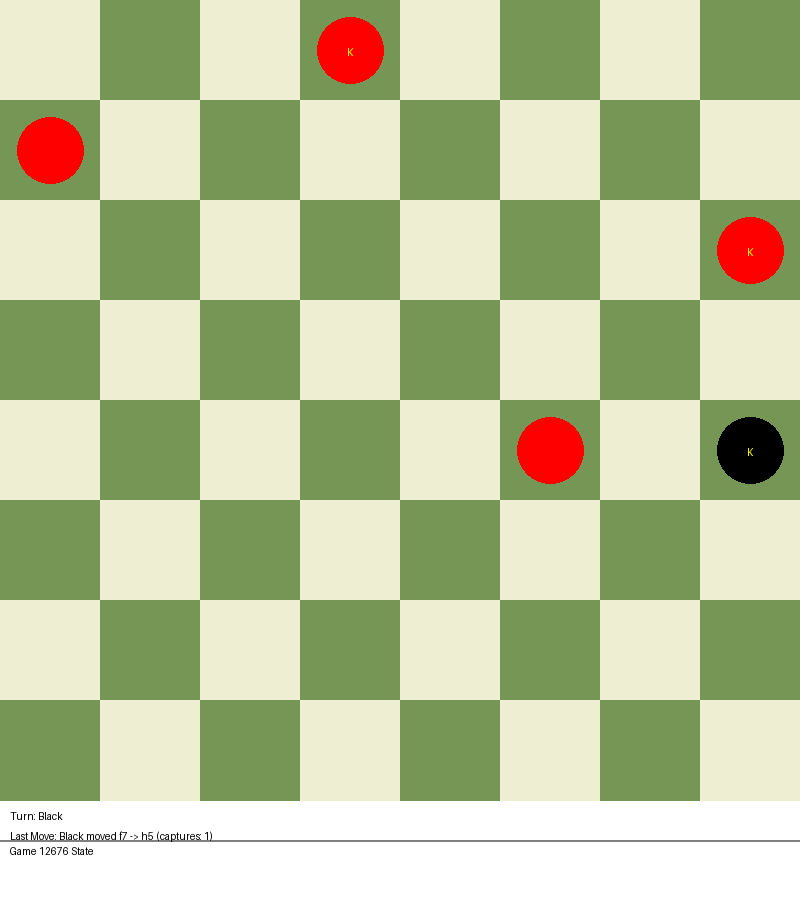 K
K
K
Turn: Black
Last Move: Black moved f7 -> h5 (captures: 1)
Game 12676 State